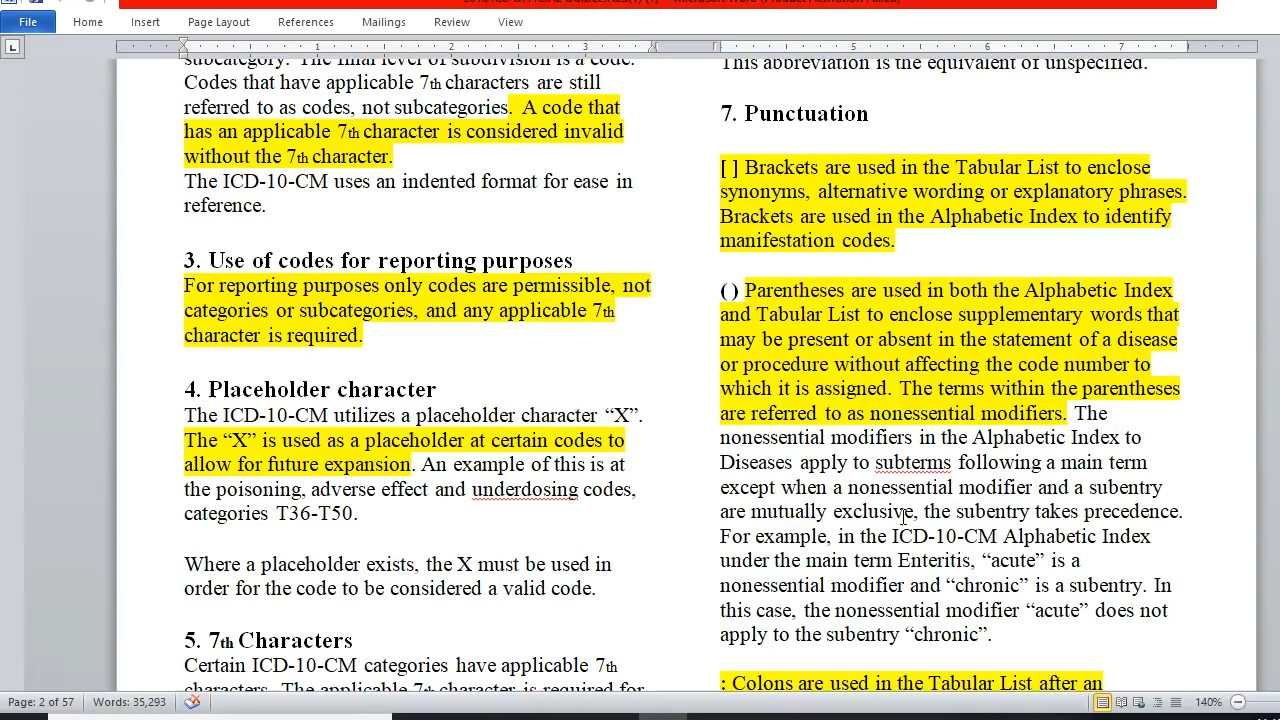 File
Home
Insert
Page Layout
References
Mailings
Review
View
L
1
2
3
5
6
7
subcategory. The final level of subdivision is a code.
Codes that have applicable 7th characters are still
referred to as codes, not subcategories. A code that
has an applicable 7th character is considered invalid
without the 7th character.
The ICD-10-CM uses an indented format for ease in
reference.
3. Use of codes for reporting purposes
For reporting purposes only codes are permissible, not
categories or subcategories, and any applicable 7th
character is required.
4. Placeholder character
The ICD-10-CM utilizes a placeholder character “X”.
The “X” is used as a placeholder at certain codes to
allow for future expansion. An example of this is at
the poisoning, adverse effect and underdosing codes,
categories T36-T50.
Where a placeholder exists, the X must be used in
order for the code to be considered a valid code.
5. 7th Characters
Certain ICD-10-CM categories have applicable 7th
characters. The applicable 7th character is required for
This abbreviation is the equivalent of unspecified.
7. Punctuation
[ ] Brackets are used in the Tabular List to enclose
synonyms, alternative wording or explanatory phrases.
Brackets are used in the Alphabetic Index to identify
manifestation codes.
( ) Parentheses are used in both the Alphabetic Index
and Tabular List to enclose supplementary words that
may be present or absent in the statement of a disease
or procedure without affecting the code number to
which it is assigned. The terms within the parentheses
are referred to as nonessential modifiers. The
nonessential modifiers in the Alphabetic Index to
Diseases apply to subterms following a main term
except when a nonessential modifier and a subentry
are mutually exclusive, the subentry takes precedence.
For example, in the ICD-10-CM Alphabetic Index
under the main term Enteritis, “acute” is a
nonessential modifier and “chronic” is a subentry. In
this case, the nonessential modifier “acute” does not
apply to the subentry “chronic”.
: Colons are used in the Tabular List after an
Page: 2 of 57
Words: 35,293
140%